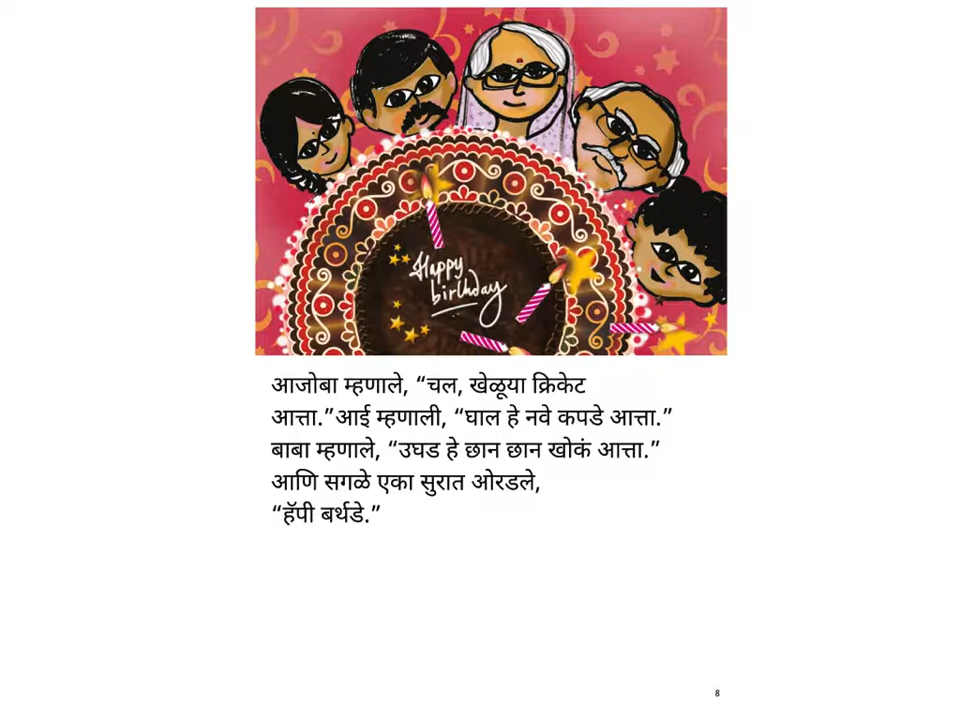 Happy
birthday
आजोबा म्हणाले, “चल, खेळूया क्रिकेट
आत्ता.”आई म्हणाली, “घाल हे नवे कपडे आत्ता.”
बाबा म्हणाले, “उघड हे छान छान खोकं आत्ता.”
आणि सगळे एका सुरात ओरडले,
“हॅपी बर्थडे.”
8